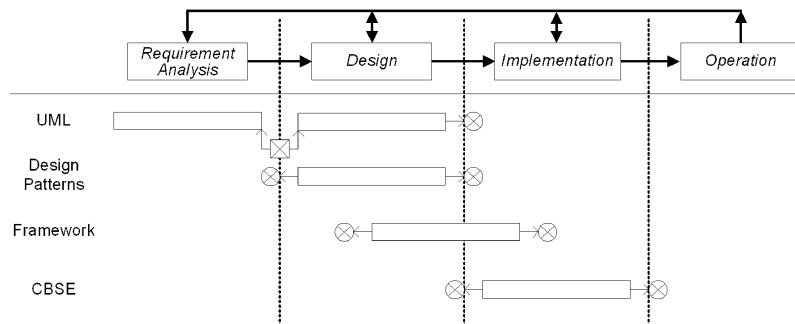 Requirement
Analysis
Design
Implementation
Operation
UML
Design
Patterns
Framework
CBSE